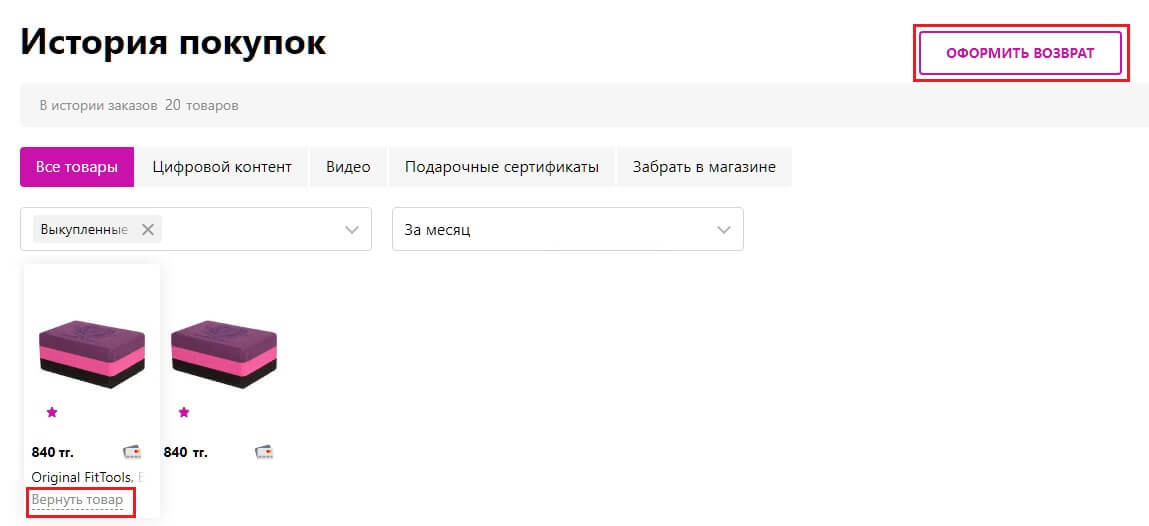 История покупок
ОФОРМИТЬ ВОЗВРАТ
В истории заказов 20 товаров
Все товары Цифровой контент Видео Подарочные сертификаты Забрать в магазине
Выкупленные За месяц
840 тг. 840 тг.
Original FitTools,
Вернуть товар